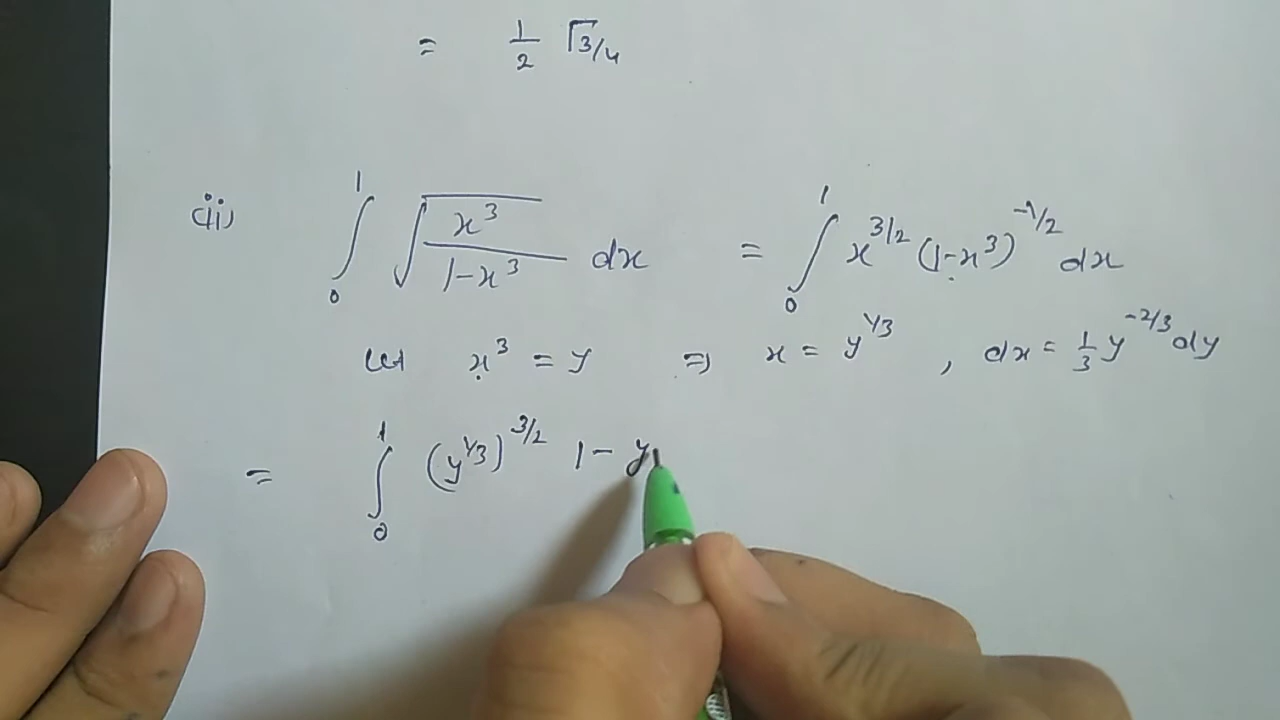 = 1/2 Γ3/4
(ii) ∫₀¹ √(x³/(1-x³)) dx = ∫₀¹ x^{3/2} (1-x³)^{-1/2} dx
Let x³ = y ⇒ x = y^{1/3} , dx = 1/3 y^{-2/3} dy
= ∫₀¹ (y^{1/3})^{3/2} 1 - y